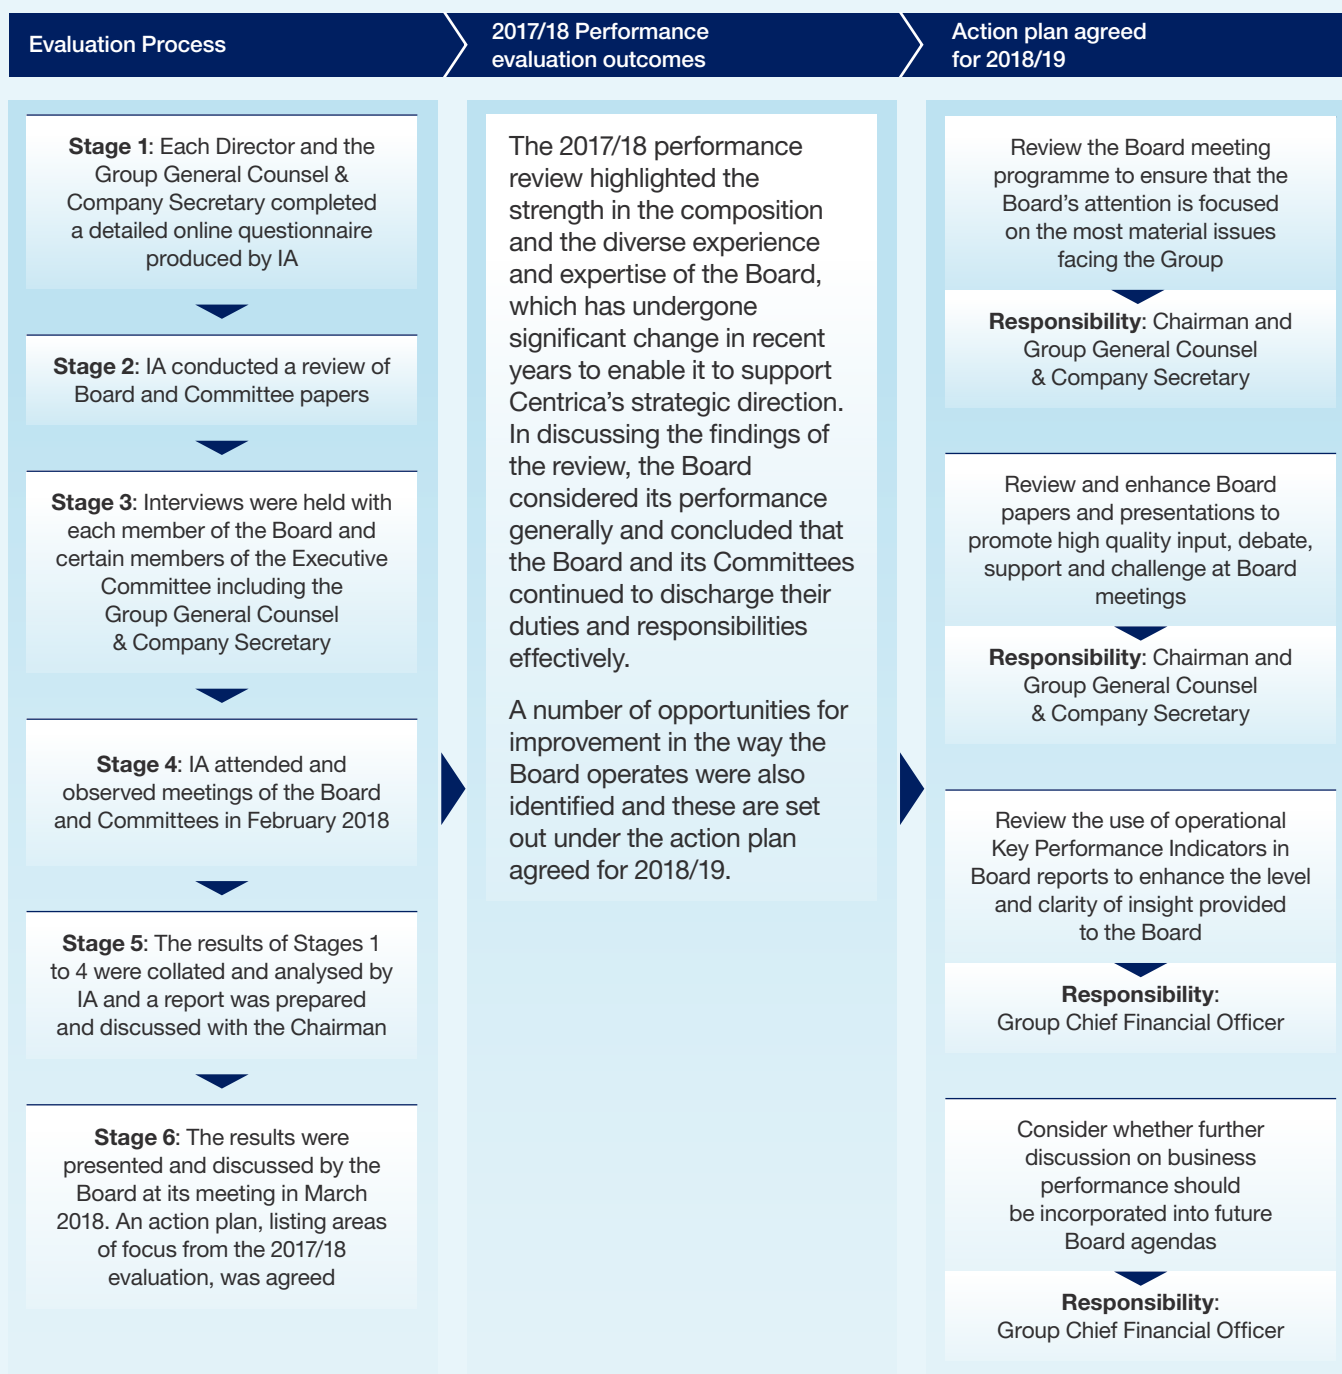 Evaluation Process
2017/18 Performance
evaluation outcomes
Action plan agreed
for 2018/19
Stage 1: Each Director and the
Group General Counsel &
Company Secretary completed
a detailed online questionnaire
produced by IA
Stage 2: IA conducted a review of
Board and Committee papers
Stage 3: Interviews were held with
each member of the Board and
certain members of the Executive
Committee including the
Group General Counsel
& Company Secretary
Stage 4: IA attended and
observed meetings of the Board
and Committees in February 2018
Stage 5: The results of Stages 1
to 4 were collated and analysed by
IA and a report was prepared
and discussed with the Chairman
Stage 6: The results were
presented and discussed by the
Board at its meeting in March
2018. An action plan, listing areas
of focus from the 2017/18
evaluation, was agreed
The 2017/18 performance
review highlighted the
strength in the composition
and the diverse experience
and expertise of the Board,
which has undergone
significant change in recent
years to enable it to support
Centrica's strategic direction.
In discussing the findings of
the review, the Board
considered its performance
generally and concluded that
the Board and its Committees
continued to discharge their
duties and responsibilities
effectively.
A number of opportunities for
improvement in the way the
Board operates were also
identified and these are set
out under the action plan
agreed for 2018/19.
Review the Board meeting
programme to ensure that the
Board's attention is focused
on the most material issues
facing the Group
Responsibility: Chairman and
Group General Counsel
& Company Secretary
Review and enhance Board
papers and presentations to
promote high quality input, debate,
support and challenge at Board
meetings
Responsibility: Chairman and
Group General Counsel
& Company Secretary
Review the use of operational
Key Performance Indicators in
Board reports to enhance the level
and clarity of insight provided
to the Board
Responsibility:
Group Chief Financial Officer
Consider whether further
discussion on business
performance should
be incorporated into future
Board agendas
Responsibility:
Group Chief Financial Officer